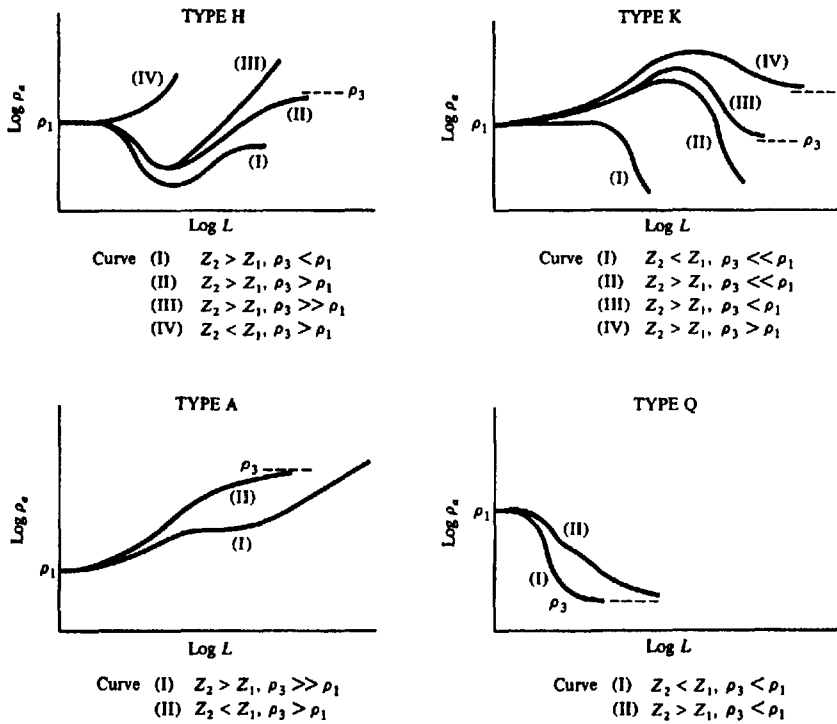 TYPE H
Log ρₐ
ρ₁
(IV)
(III)
ρ₃
(II)
(I)
Log L
Curve (I) Z₂ > Z₁, ρ₃ < ρ₁
(II) Z₂ > Z₁, ρ₃ > ρ₁
(III) Z₂ > Z₁, ρ₃ >> ρ₁
(IV) Z₂ < Z₁, ρ₃ > ρ₁
TYPE K
Log ρₐ
ρ₁
(IV)
(III)
ρ₃
(II)
(I)
Log L
Curve (I) Z₂ < Z₁, ρ₃ << ρ₁
(II) Z₂ > Z₁, ρ₃ << ρ₁
(III) Z₂ > Z₁, ρ₃ < ρ₁
(IV) Z₂ > Z₁, ρ₃ > ρ₁
TYPE A
Log ρₐ
ρ₁
ρ₃
(II)
(I)
Log L
Curve (I) Z₂ > Z₁, ρ₃ >> ρ₁
(II) Z₂ < Z₁, ρ₃ > ρ₁
TYPE Q
Log ρₐ
ρ₁
(II)
(I)
ρ₃
Log L
Curve (I) Z₂ < Z₁, ρ₃ < ρ₁
(II) Z₂ > Z₁, ρ₃ < ρ₁